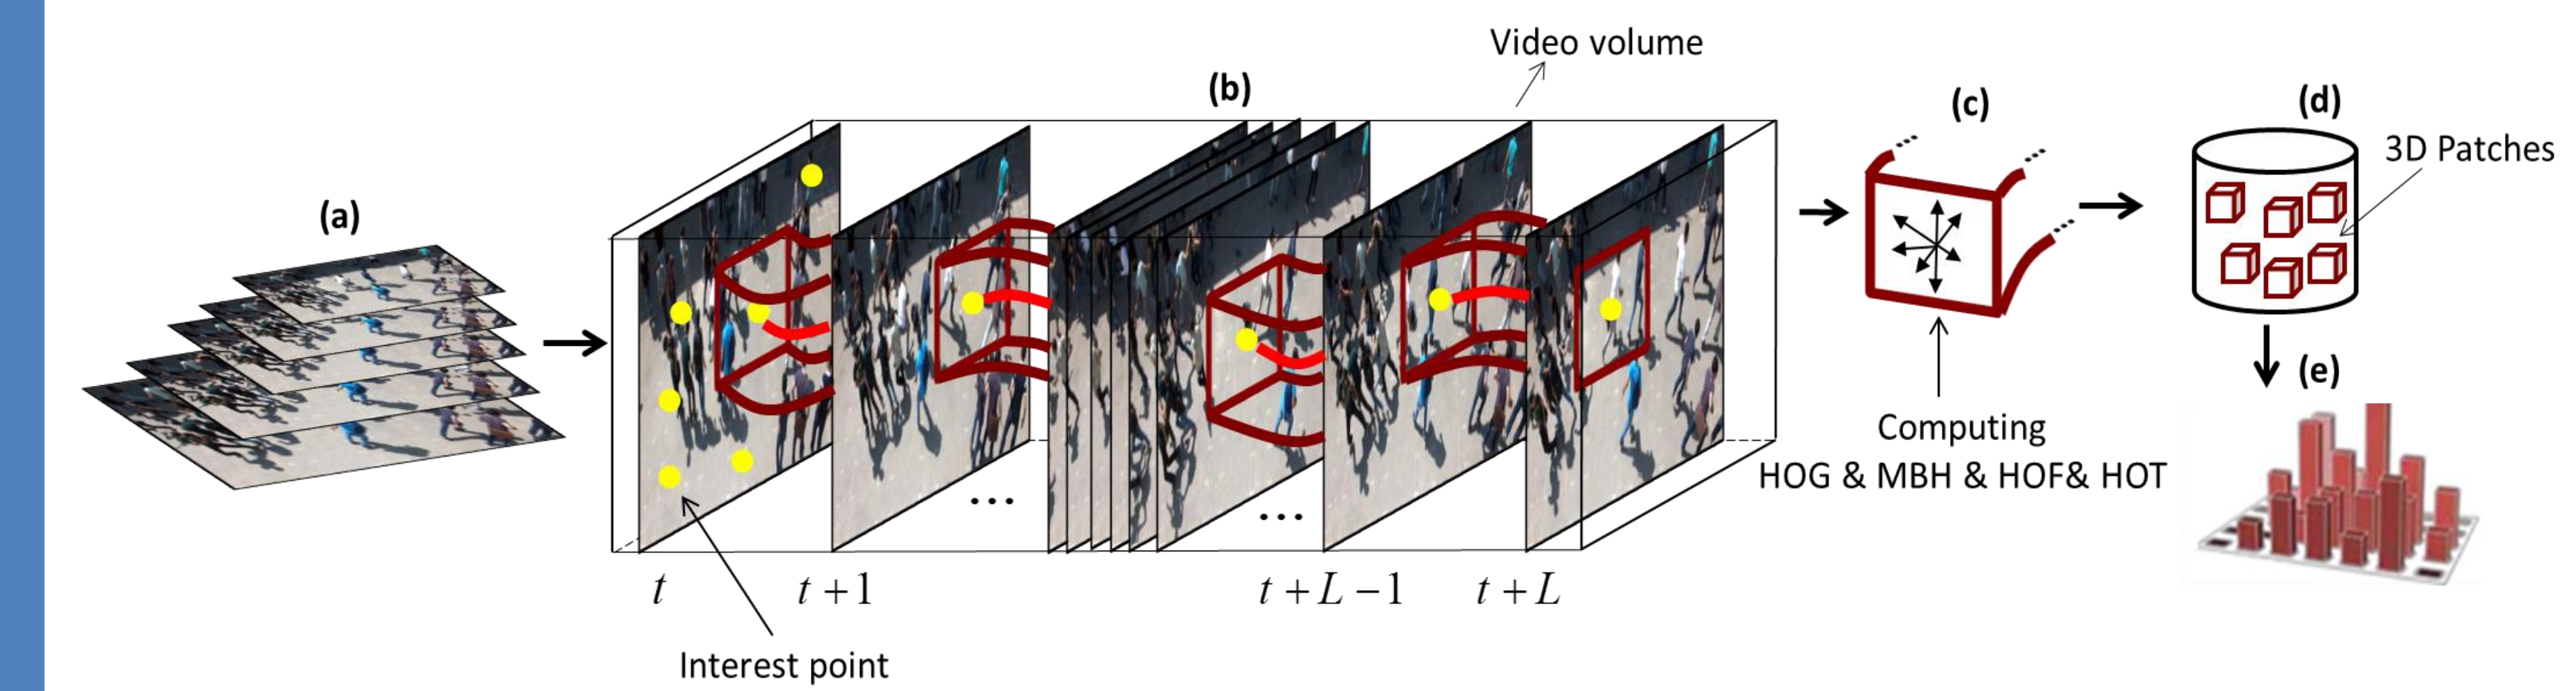 Video volume
(a)
(b)
(c)
(d)
3D Patches
(e)
Computing
HOG & MBH & HOF& HOT
...
...
t
t + 1
t + L − 1
t + L
Interest point